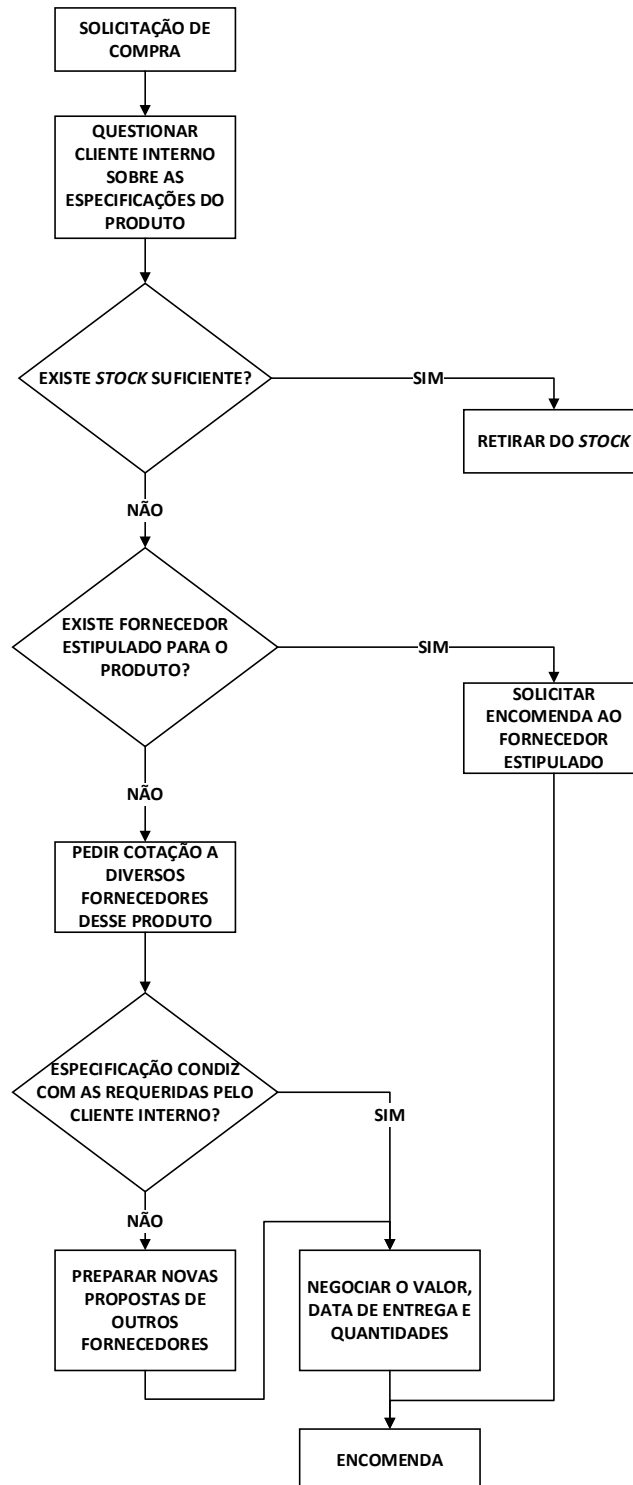 SOLICITAÇÃO DE
COMPRA
QUESTIONAR
CLIENTE INTERNO
SOBRE AS
ESPECIFICAÇÕES DO
PRODUTO
EXISTE STOCK SUFICIENTE?
SIM
RETIRAR DO STOCK
NÃO
EXISTE FORNECEDOR
ESTIPULADO PARA O
PRODUTO?
SIM
SOLICITAR
ENCOMENDA AO
FORNECEDOR
ESTIPULADO
NÃO
PEDIR COTAÇÃO A
DIVERSOS
FORNECEDORES
DESSE PRODUTO
ESPECIFICAÇÃO CONDIZ
COM AS REQUERIDAS PELO
CLIENTE INTERNO?
SIM
NÃO
PREPARAR NOVAS
PROPOSTAS DE
OUTROS
FORNECEDORES
NEGOCIAR O VALOR,
DATA DE ENTREGA E
QUANTIDADES
ENCOMENDA